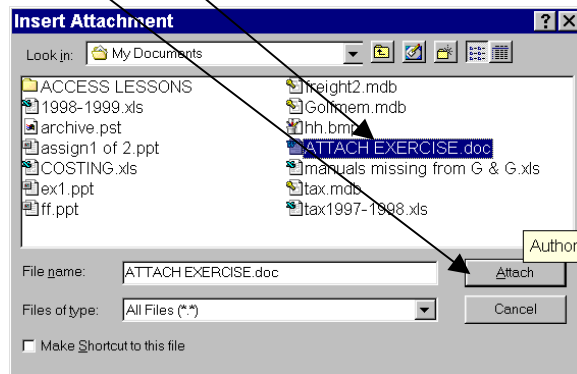 Insert Attachment
Look in: My Documents
ACCESS LESSONS
1998-1999.xls
archive.pst
assign1 of 2.ppt
COSTING.xls
ex1.ppt
ff.ppt
freight2.mdb
Golfmem.mdb
hh.bmp
ATTACH EXERCISE.doc
manuals missing from G & G.xls
tax.mdb
tax1997-1998.xls
Author
File name: ATTACH EXERCISE.doc Attach
Files of type: All Files (*.*) Cancel
Make Shortcut to this file